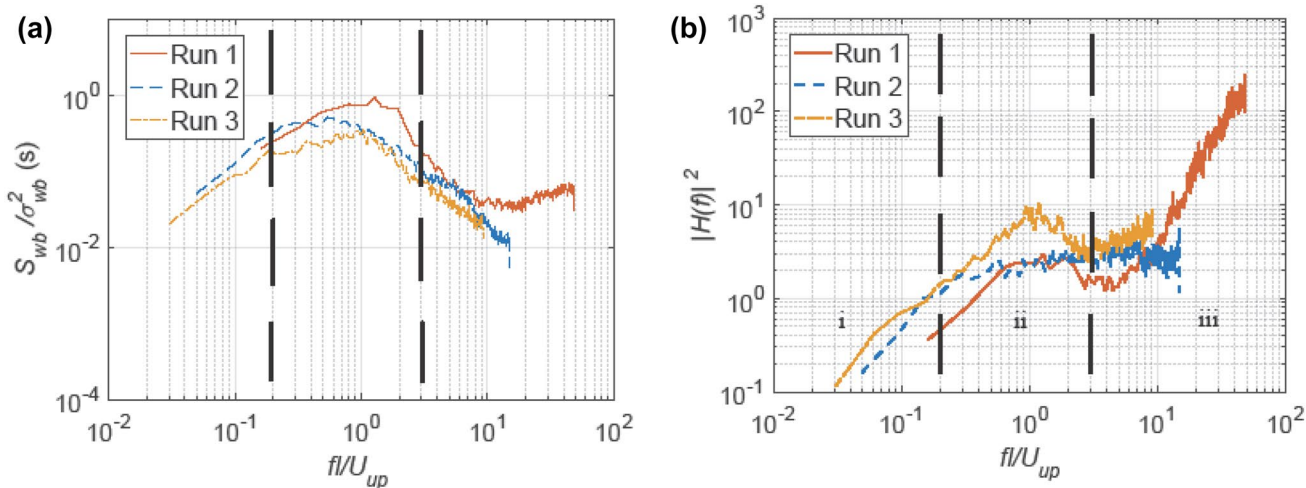 (a)
Run 1
Run 2
Run 3
10^0
10^-2
10^-4
S_wb/σ^2_wb (s)
10^-2
10^-1
10^0
10^1
10^2
fl/U_up
(b)
Run 1
Run 2
Run 3
10^3
10^2
10^1
10^0
10^-1
|H(f)|^2
i
ii
iii
10^-2
10^-1
10^0
10^1
10^2
fl/U_up